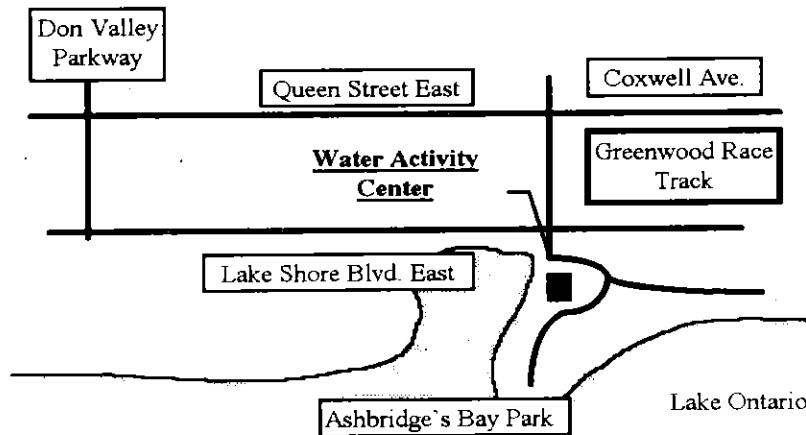 Don Valley
Parkway
Queen Street East
Coxwell Ave.
Water Activity
Center
Greenwood Race
Track
Lake Shore Blvd. East
Lake Ontario
Ashbridge`s Bay Park